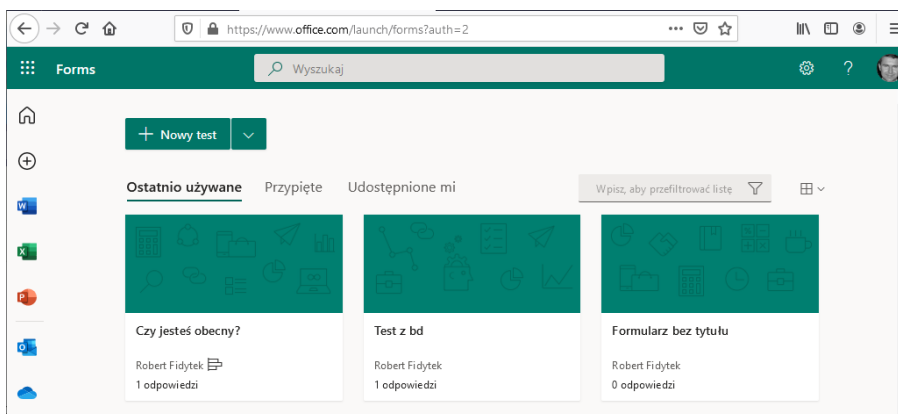 https://www.office.com/launch/forms?auth=2
Forms
Wyszukaj
Nowy test
Ostatnio używane Przypięte Udostępnione mi Wpisz, aby przefiltrować listę
Czy jesteś obecny? Test z bd Formularz bez tytułu
Robert Fidytek Robert Fidytek Robert Fidytek
1 odpowiedzi 1 odpowiedzi 0 odpowiedzi